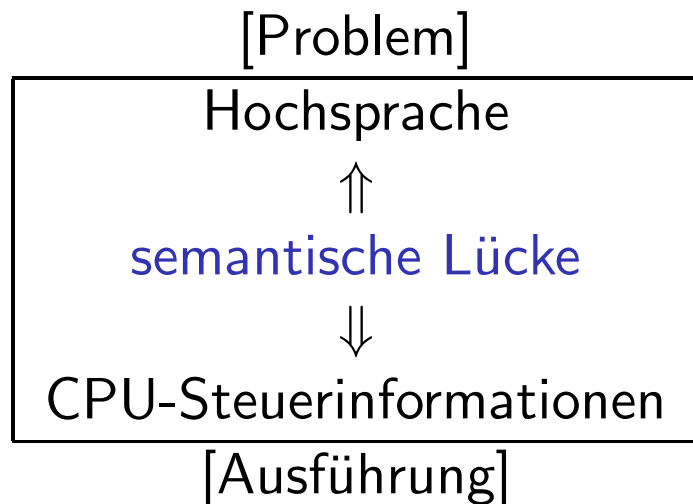 [Problem]
Hochsprache
⇑
semantische Lücke
⇓
CPU-Steuerinformationen
[Ausführung]